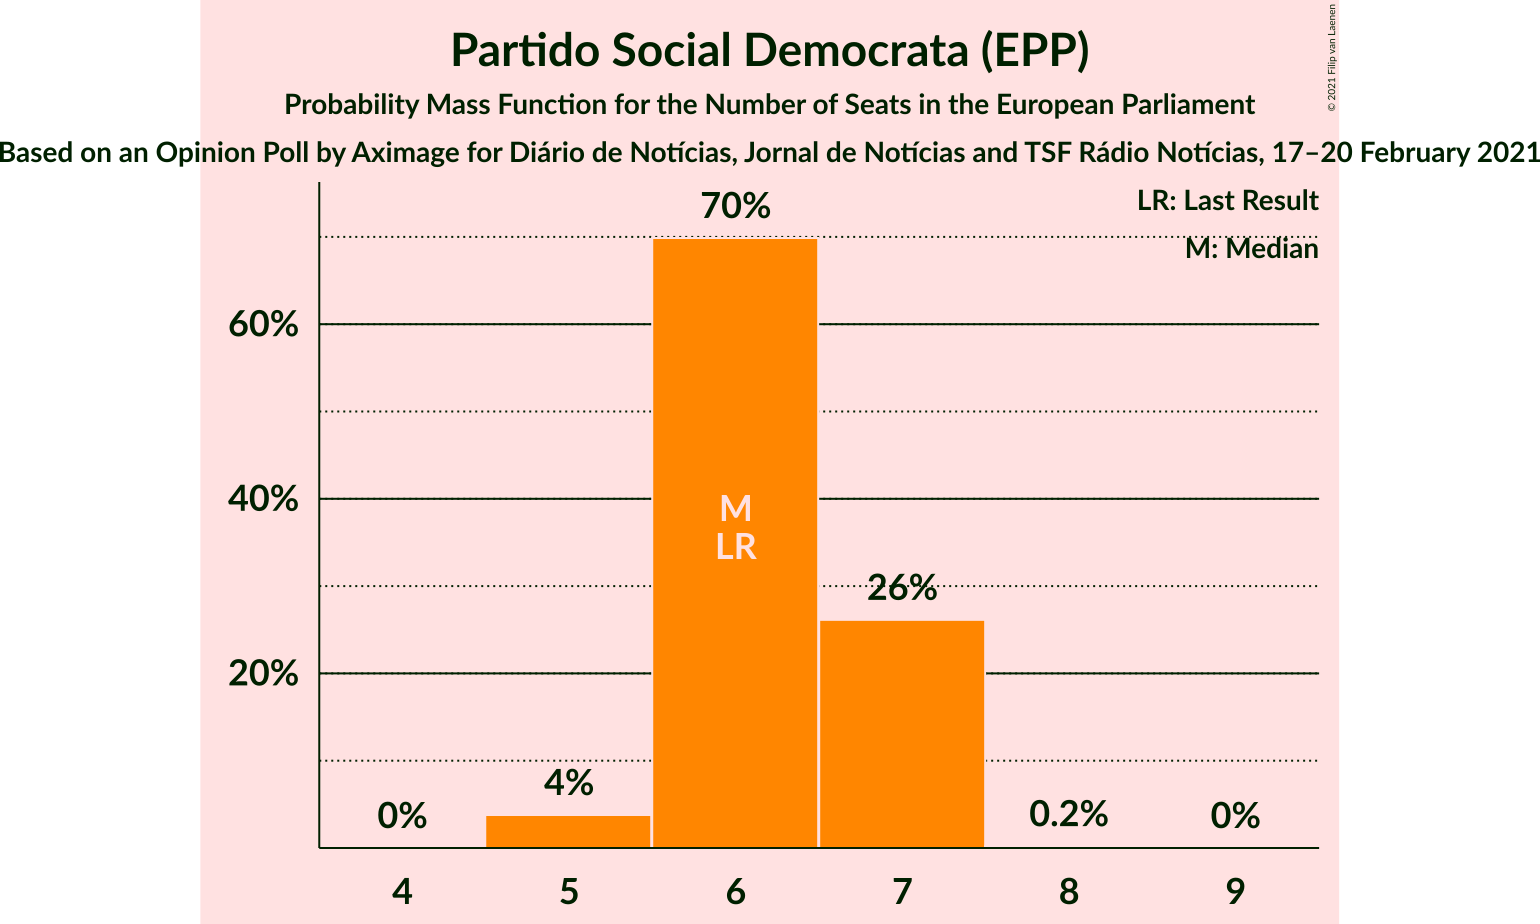 Partido Social Democrata (EPP)
Probability Mass Function for the Number of Seats in the European Parliament
Based on an Opinion Poll by Aximage for Diário de Notícias, Jornal de Notícias and TSF Rádio Notícias, 17–20 February 2021
© 2021 Filip van Laenen
LR: Last Result
M: Median
70%
60%
40%
M
LR
26%
20%
4%
0%
0.2%
0%
4 5 6 7 8 9